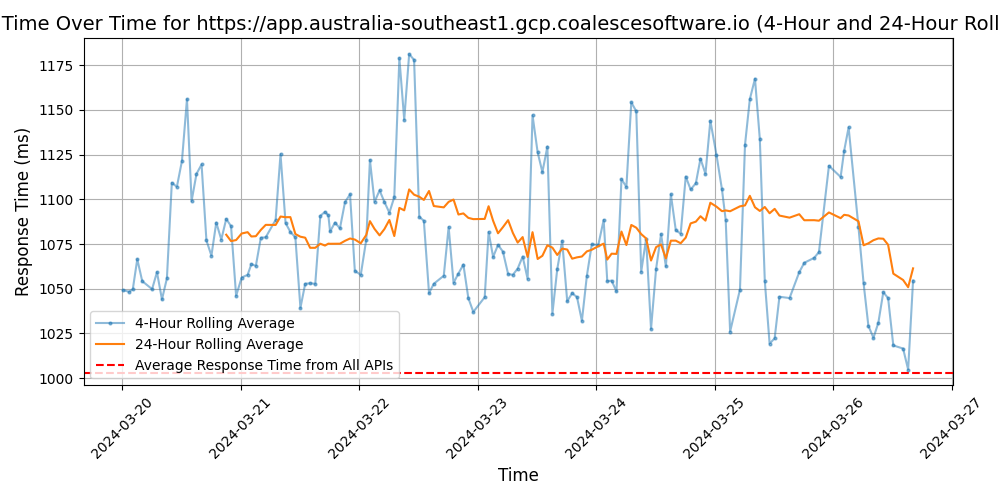 Time Over Time for https://app.australia-southeast1.gcp.coalescesoftware.io (4-Hour and 24-Hour Roll
Response Time (ms)
1175
1150
1125
1100
1075
1050
1025
1000
4-Hour Rolling Average
24-Hour Rolling Average
Average Response Time from All APIs
2024-03-20
2024-03-21
2024-03-22
2024-03-23
2024-03-24
2024-03-25
2024-03-26
2024-03-27
Time